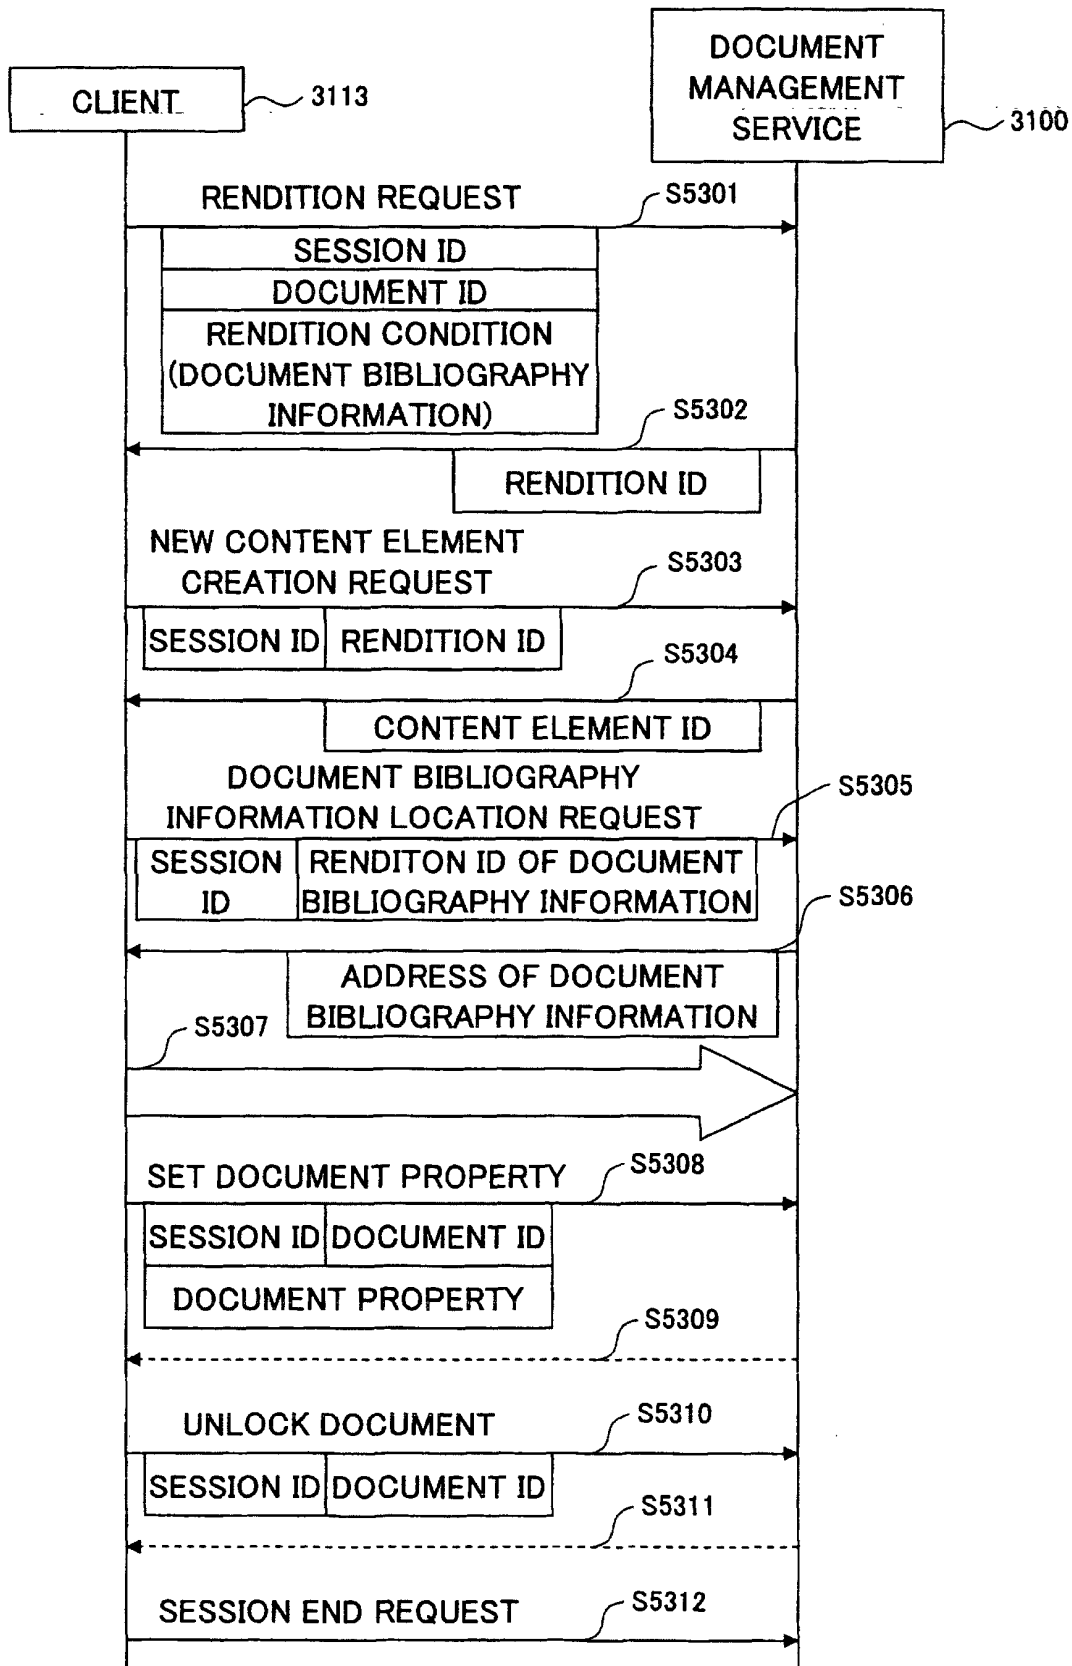 DOCUMENT
MANAGEMENT
SERVICE
3100
CLIENT
3113
RENDITION REQUEST
S5301
SESSION ID
DOCUMENT ID
RENDITION CONDITION
(DOCUMENT BIBLIOGRAPHY
INFORMATION)
S5302
RENDITION ID
NEW CONTENT ELEMENT
CREATION REQUEST
S5303
SESSION ID
RENDITION ID
S5304
CONTENT ELEMENT ID
DOCUMENT BIBLIOGRAPHY
INFORMATION LOCATION REQUEST
S5305
SESSION
ID
RENDITON ID OF DOCUMENT
BIBLIOGRAPHY INFORMATION
S5306
ADDRESS OF DOCUMENT
BIBLIOGRAPHY INFORMATION
S5307
SET DOCUMENT PROPERTY
S5308
SESSION ID
DOCUMENT ID
DOCUMENT PROPERTY
S5309
UNLOCK DOCUMENT
S5310
SESSION ID
DOCUMENT ID
S5311
SESSION END REQUEST
S5312